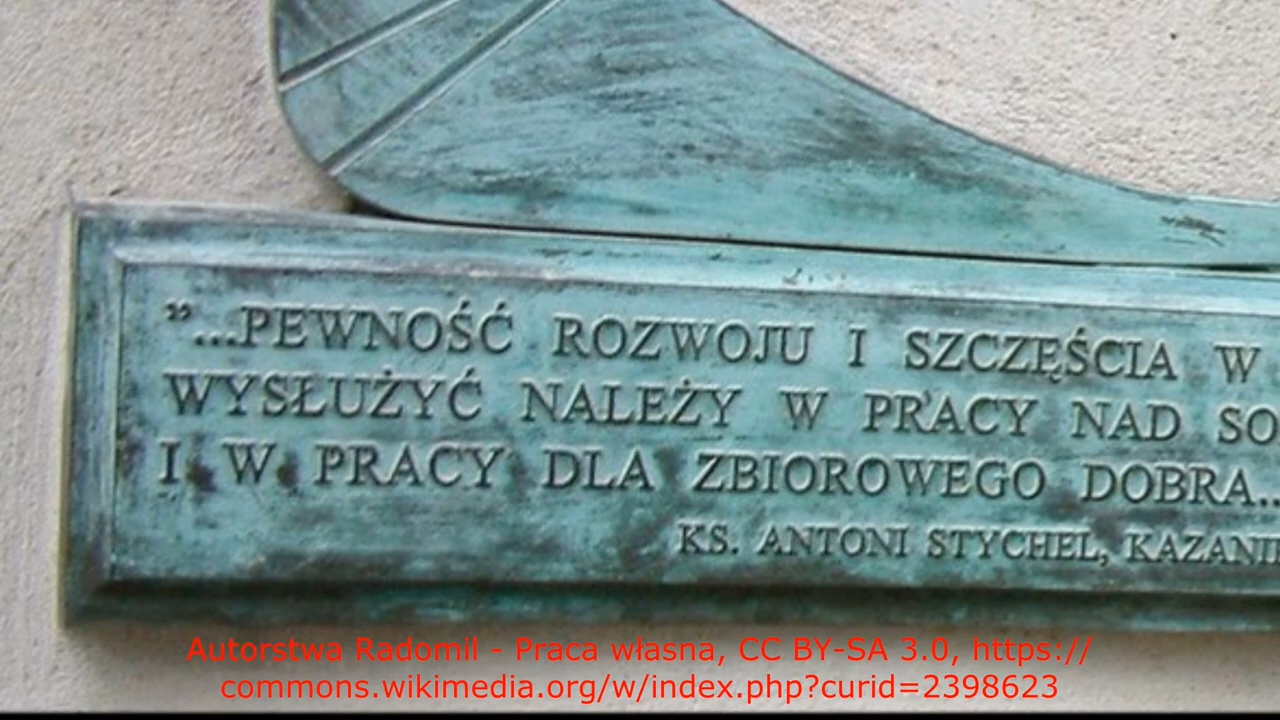 ”...PEWNOŚĆ ROZWOJU I SZCZĘŚCIA W
WYSŁUŻYĆ NALEŻY W PRACY NAD SO
I W PRACY DLA ZBIOROWEGO DOBRA..
KS. ANTONI STYCHEL, KAZANI
Autorstwa Radomil - Praca własna, CC BY-SA 3.0, https://
commons.wikimedia.org/w/index.php?curid=2398623